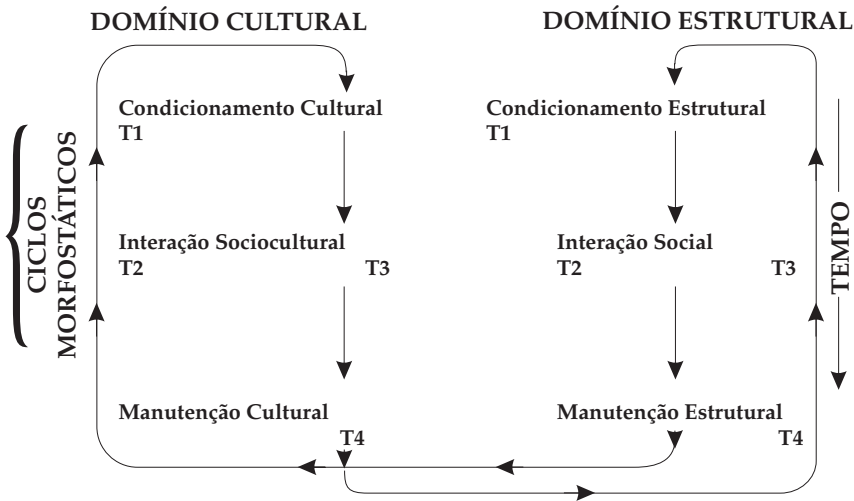 DOMÍNIO CULTURAL
DOMÍNIO ESTRUTURAL
Condicionamento Cultural
T1
Condicionamento Estrutural
T1
CICLOS
MORFOSTÁTICOS
Interação Sociocultural
T2
T3
Interação Social
T2
T3
TEMPO
Manutenção Cultural
T4
Manutenção Estrutural
T4